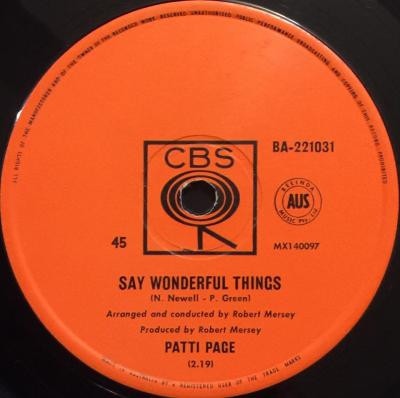 OF THE MANUFACTURER AND OF THE OWNER OF THE RECORDED WORK RESERVED UNAUTHORISED PUBLIC PERFORMANCE BROADCASTING AND COPYING OF THIS RECORD PROHIBITED
CBS
BA-221031
BELINDA
AUS
MUSIC Pty. Ltd
45
MX140097
SAY WONDERFUL THINGS
(N. Newell - P. Green)
Arranged and conducted by Robert Mersey
Produced by Robert Mersey
PATTI PAGE
(2.19)
MADE IN AUSTRALIA BY A REGISTERED USER OF THE TRADE MARKS